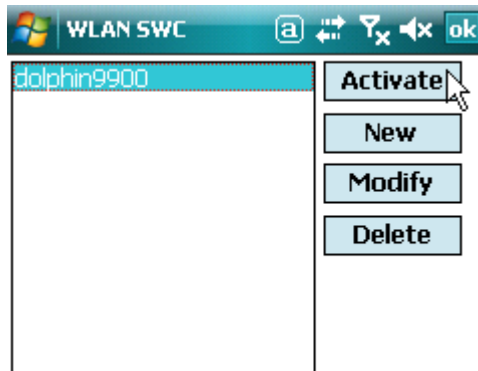 WLAN SWC a ok
dolphin9900
Activate
New
Modify
Delete